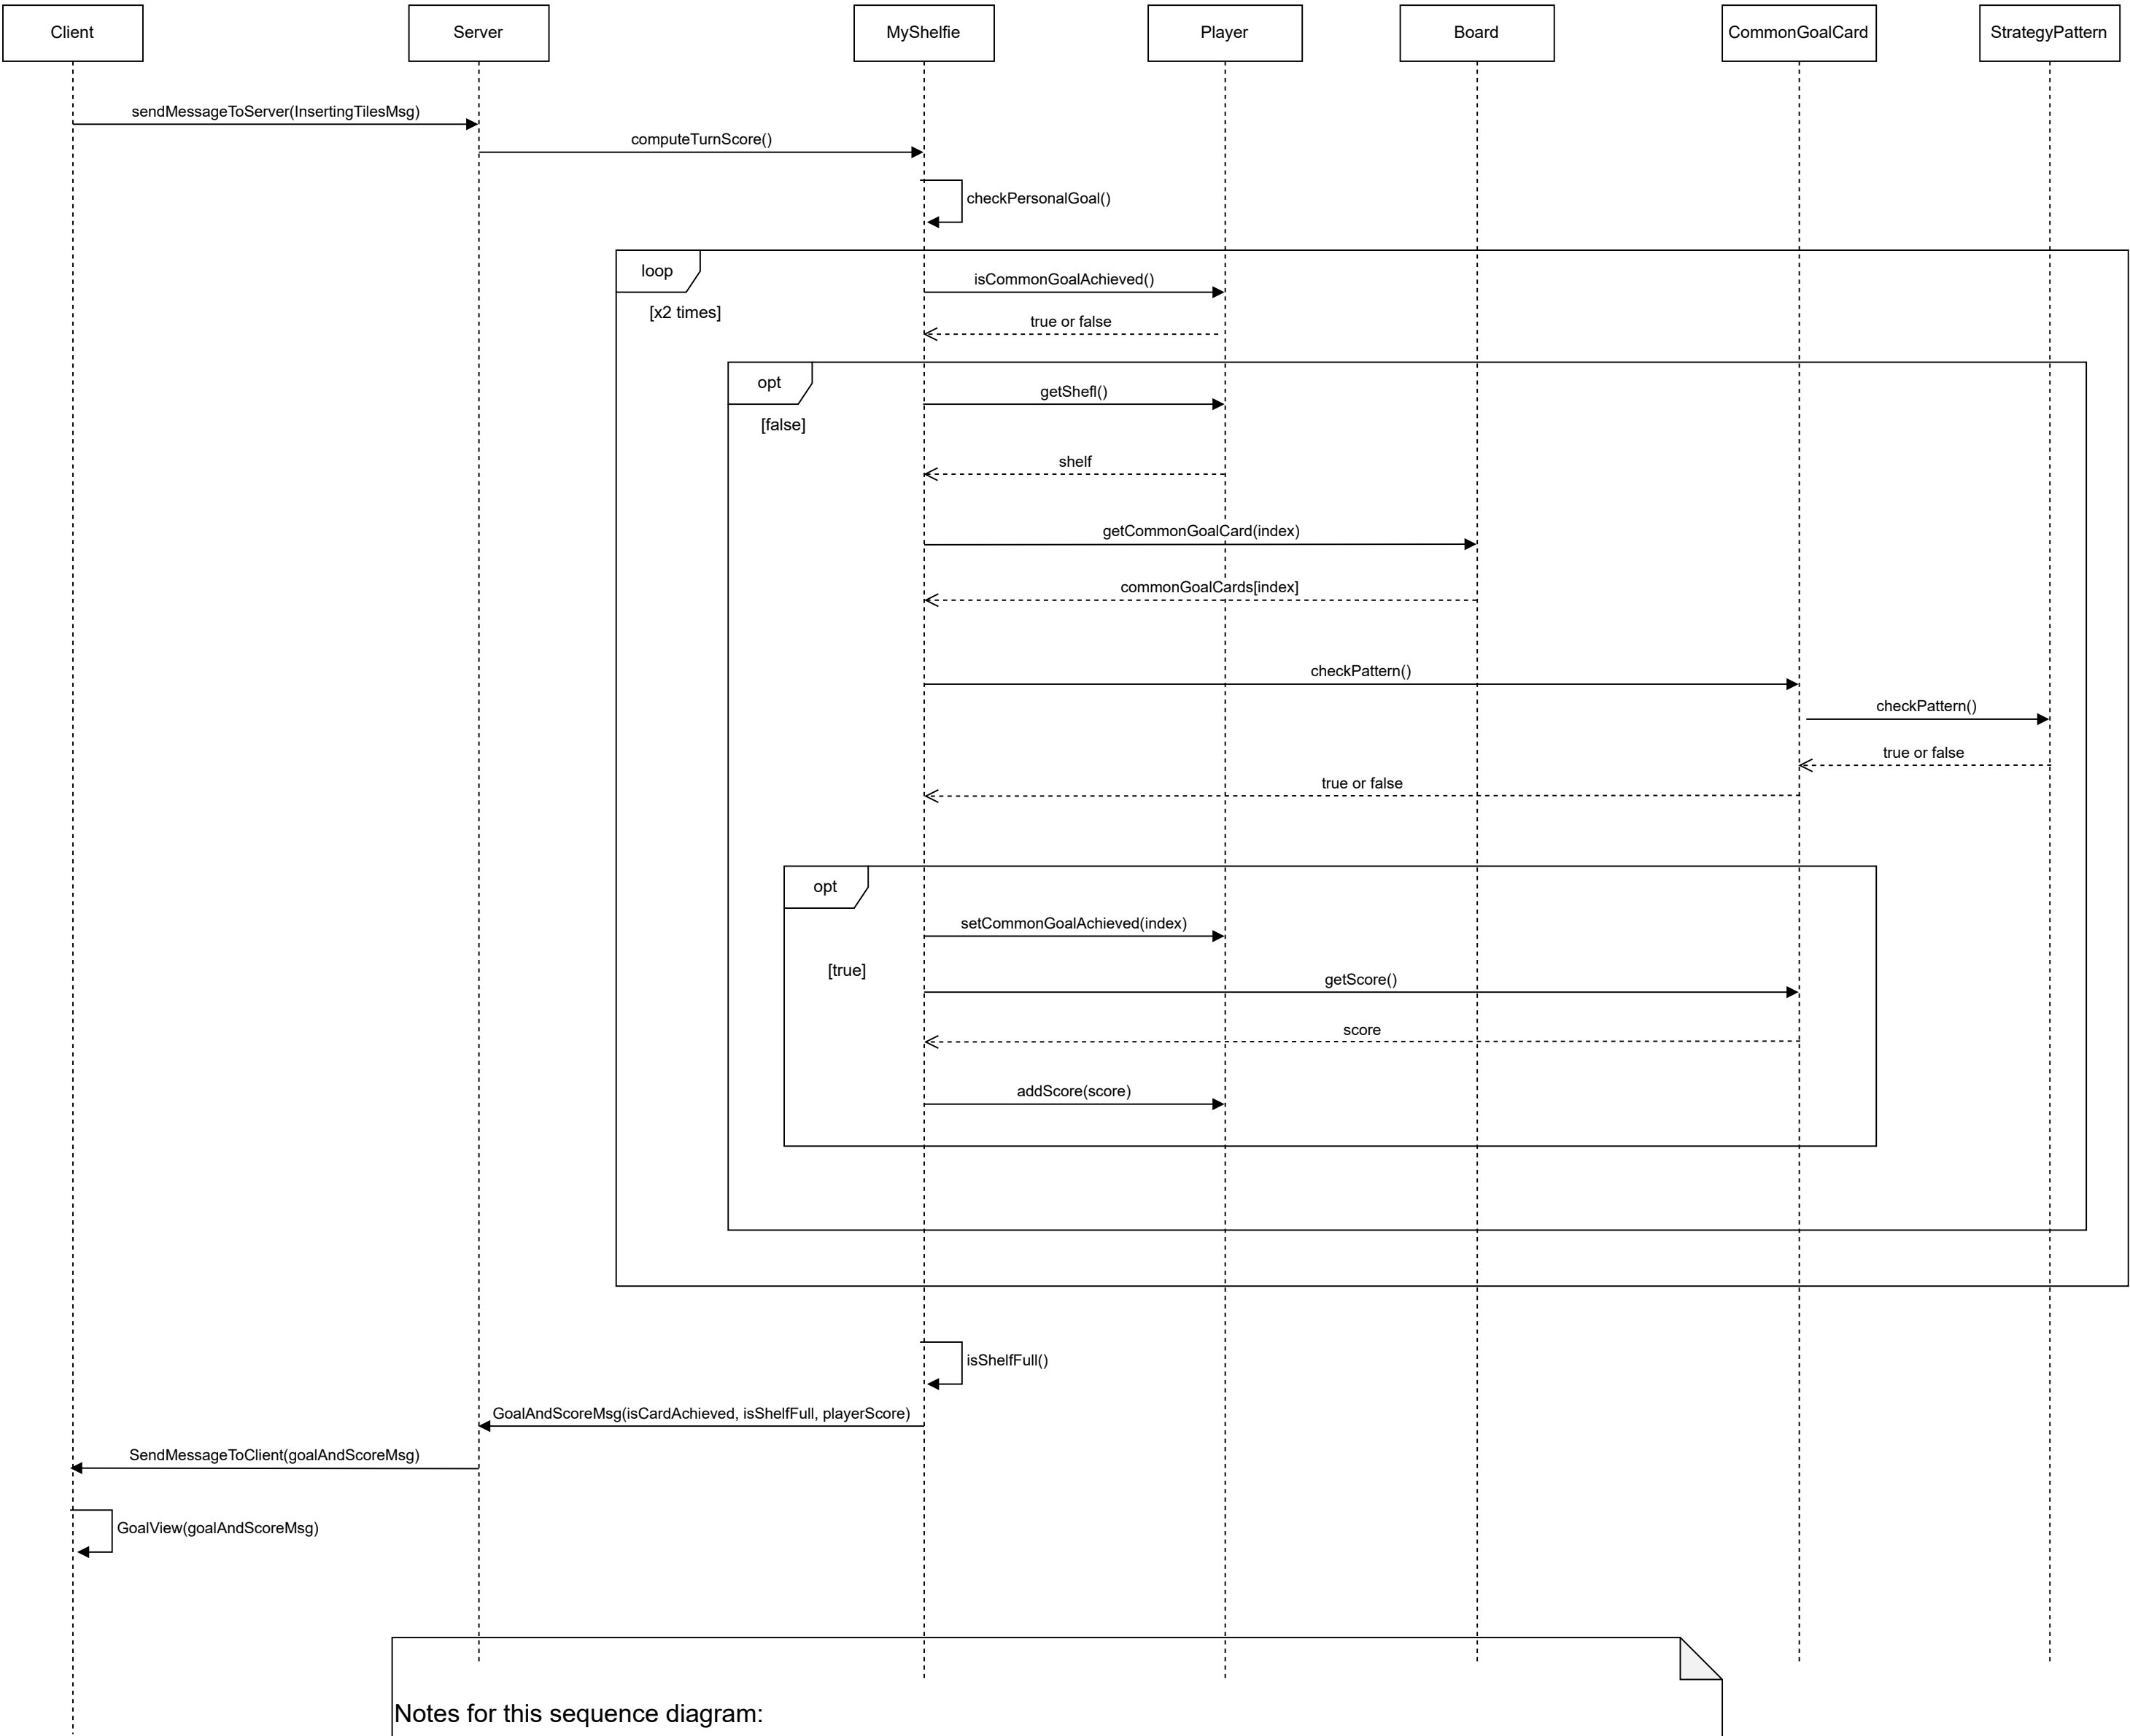 Client
Server
MyShelfie
Player
Board
CommonGoalCard
StrategyPattern
sendMessageToServer(InsertingTilesMsg)
computeTurnScore()
checkPersonalGoal()
loop
[x2 times]
isCommonGoalAchieved()
true or false
opt
[false]
getShefl()
shelf
getCommonGoalCard(index)
commonGoalCards[index]
checkPattern()
checkPattern()
true or false
true or false
opt
setCommonGoalAchieved(index)
[true]
getScore()
score
addScore(score)
isShelfFull()
GoalAndScoreMsg(isCardAchieved, isShelfFull, playerScore)
SendMessageToClient(goalAndScoreMsg)
GoalView(goalAndScoreMsg)
Notes for this sequence diagram: